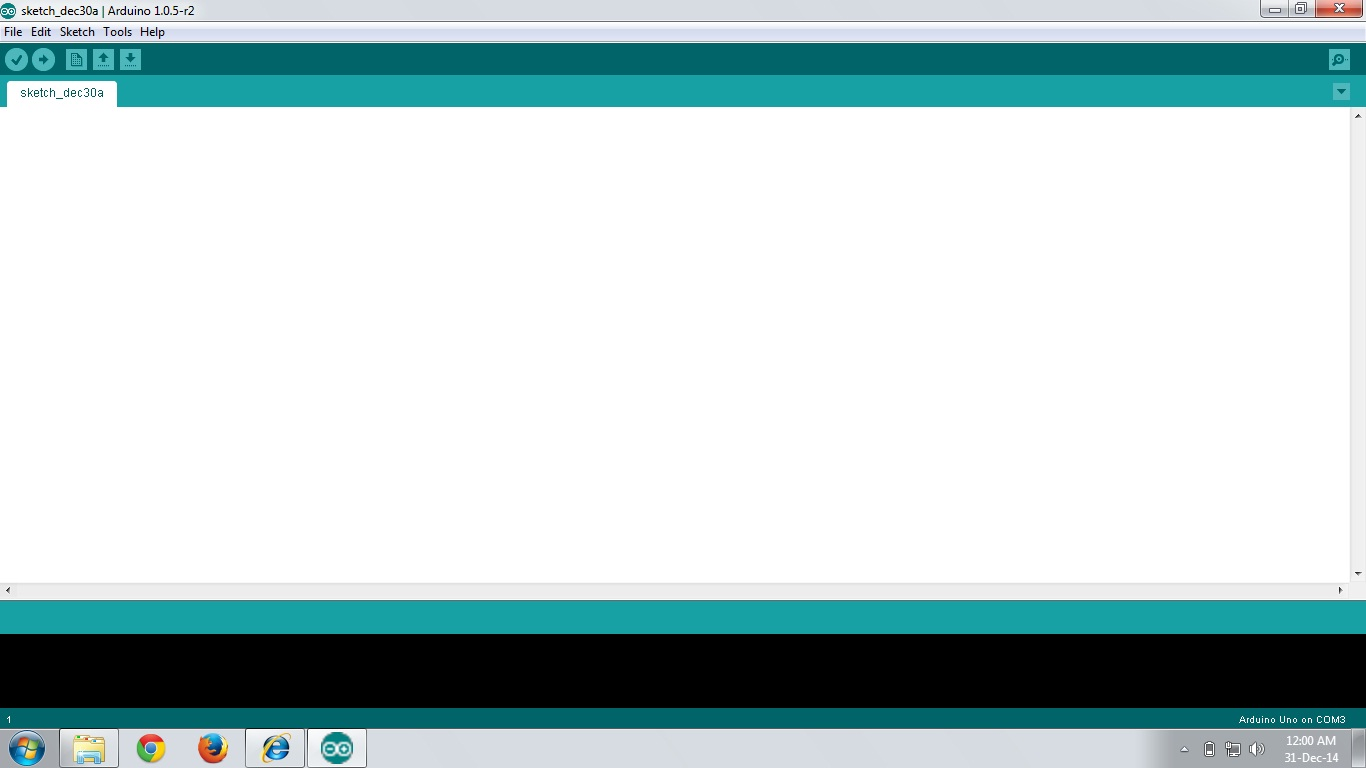 sketch_dec30a | Arduino 1.0.5-r2
File Edit Sketch Tools Help
sketch_dec30a
1 Arduino Uno on COM3
12:00 AM
31-Dec-14